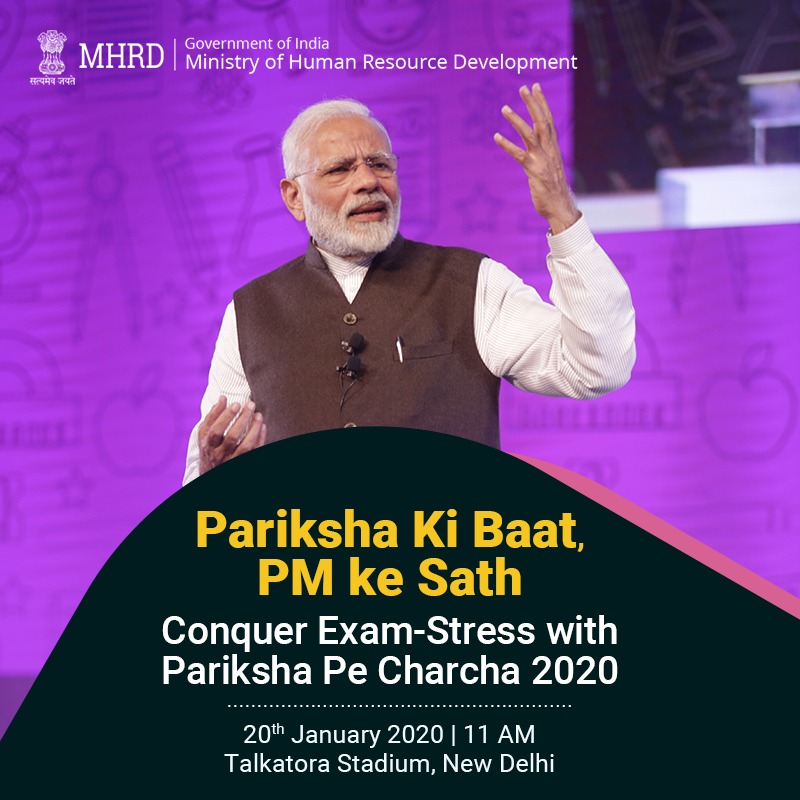 सत्यमेव जयते
MHRD
Government of India
Ministry of Human Resource Development
Pariksha Ki Baat,
PM ke Sath
Conquer Exam-Stress with
Pariksha Pe Charcha 2020
20th January 2020 | 11 AM
Talkatora Stadium, New Delhi